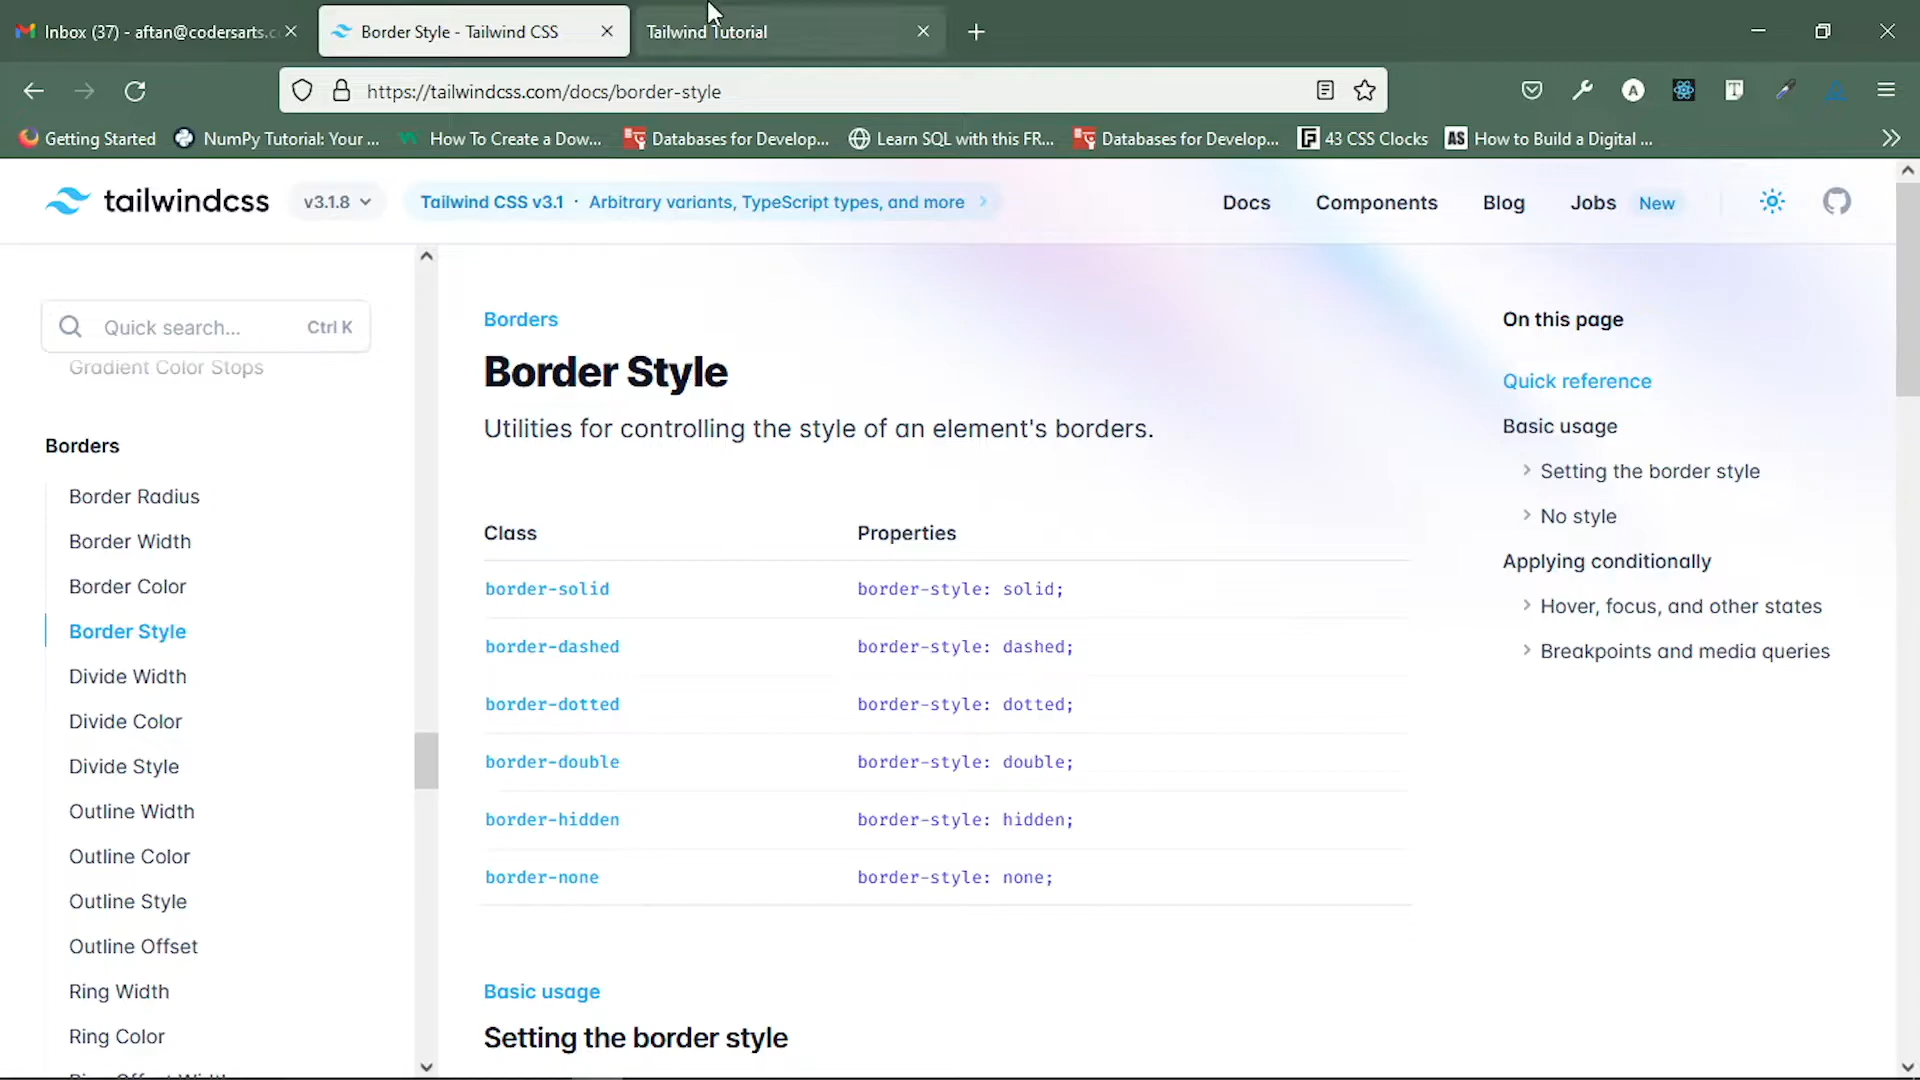 Inbox (37) - aftan@codersarts.c
Border Style - Tailwind CSS
Tailwind Tutorial
https://tailwindcss.com/docs/border-style
A
T
Getting Started
NumPy Tutorial: Your ...
How To Create a Dow...
Databases for Develop...
Learn SQL with this FR...
Databases for Develop...
F
43 CSS Clocks
AS
How to Build a Digital ...
tailwindcss
v3.1.8
Tailwind CSS v3.1 · Arbitrary variants, TypeScript types, and more
Docs
Components
Blog
Jobs
New
Quick search...
Ctrl K
Gradient Color Stops
Borders
Border Radius
Border Width
Border Color
Border Style
Divide Width
Divide Color
Divide Style
Outline Width
Outline Color
Outline Style
Outline Offset
Ring Width
Ring Color
Borders
Border Style
Utilities for controlling the style of an element's borders.
Class Properties
border-solid border-style: solid;
border-dashed border-style: dashed;
border-dotted border-style: dotted;
border-double border-style: double;
border-hidden border-style: hidden;
border-none border-style: none;
Basic usage
Setting the border style
On this page
Quick reference
Basic usage
Setting the border style
No style
Applying conditionally
Hover, focus, and other states
Breakpoints and media queries